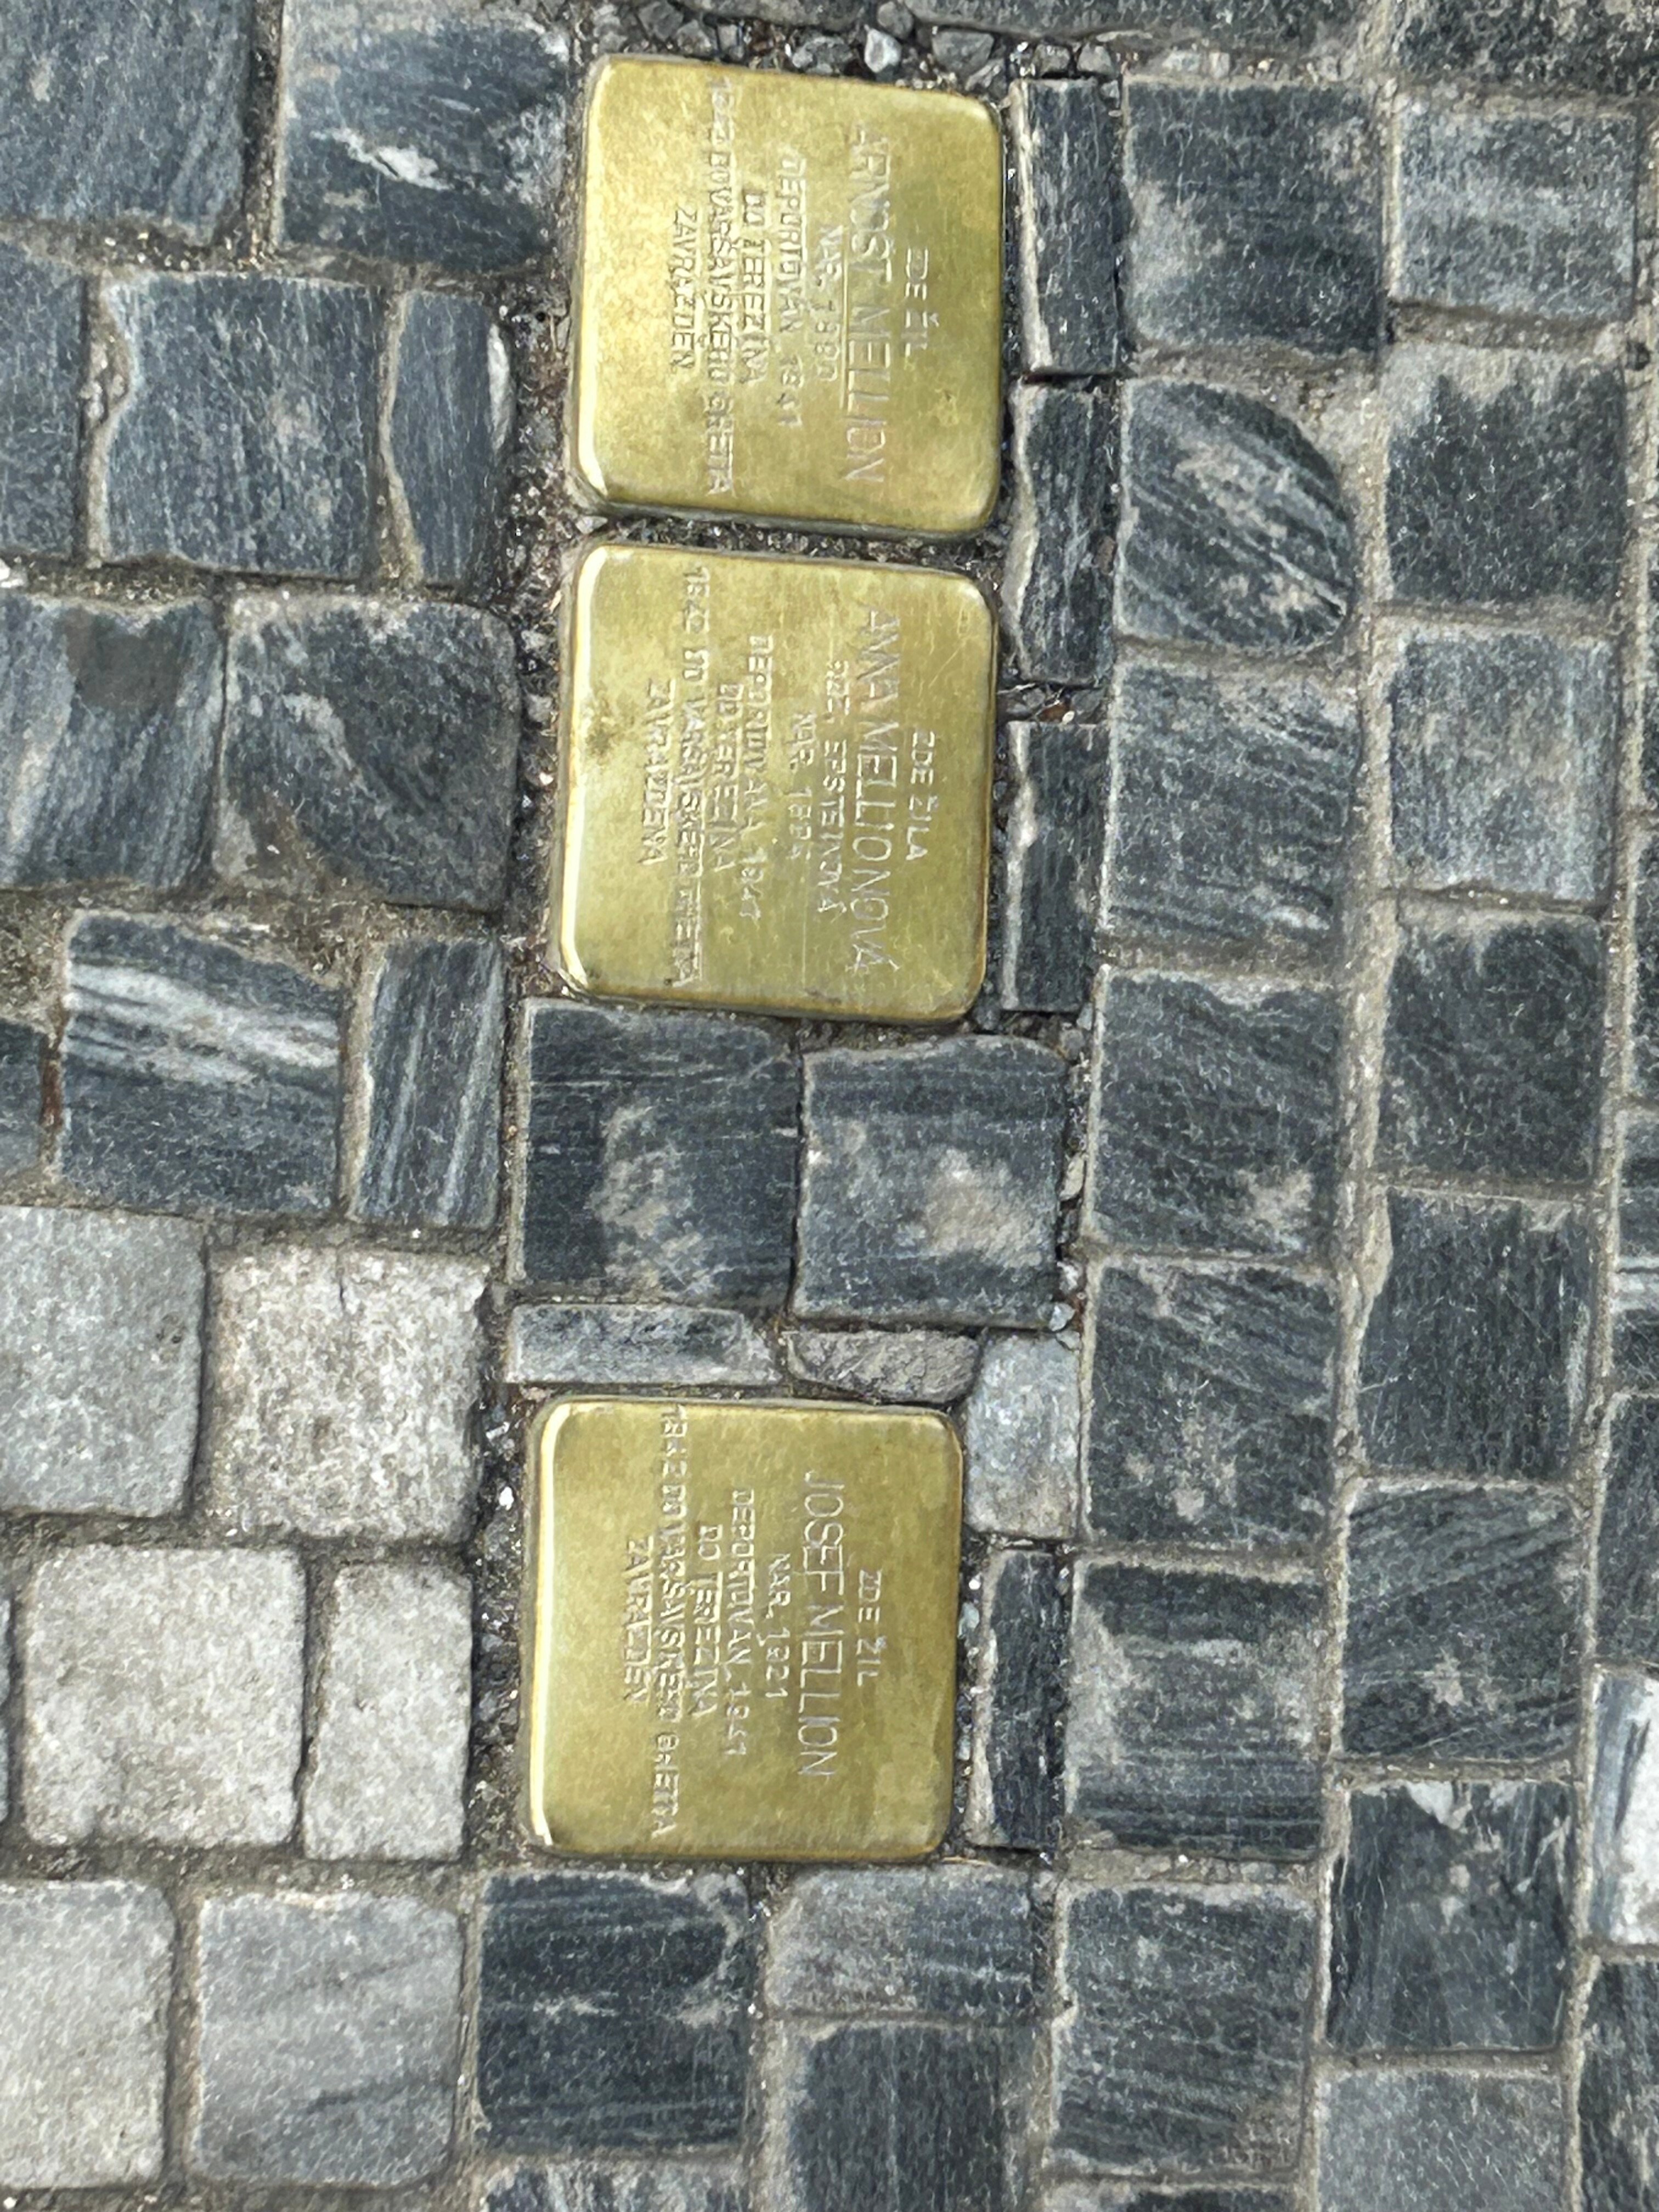 ZDE ŽIL
ARNOŠT MELLION
NAR. 1890
DEPORTOVÁN 1941
DO TEREZÍNA
1942 DO VARŠAVSKÉHO GHETTA
ZAVRAŽDĚN
ZDE ŽILA
ANNA MELLIONOVÁ
ROZ. EPSTEINOVÁ
NAR.
DEPORTOVÁNA 1941
DO TEREZÍNA
1942 DO VARŠAVSKÉHO GHETTA
ZAVRAŽDĚNA
ZDE ŽIL
JOSEF MELLION
NAR. 1921
DEPORTOVÁN 1941
DO TEREZÍNA
1942 DO VARŠAVSKÉHO GHETTA
ZAVRAŽDĚN